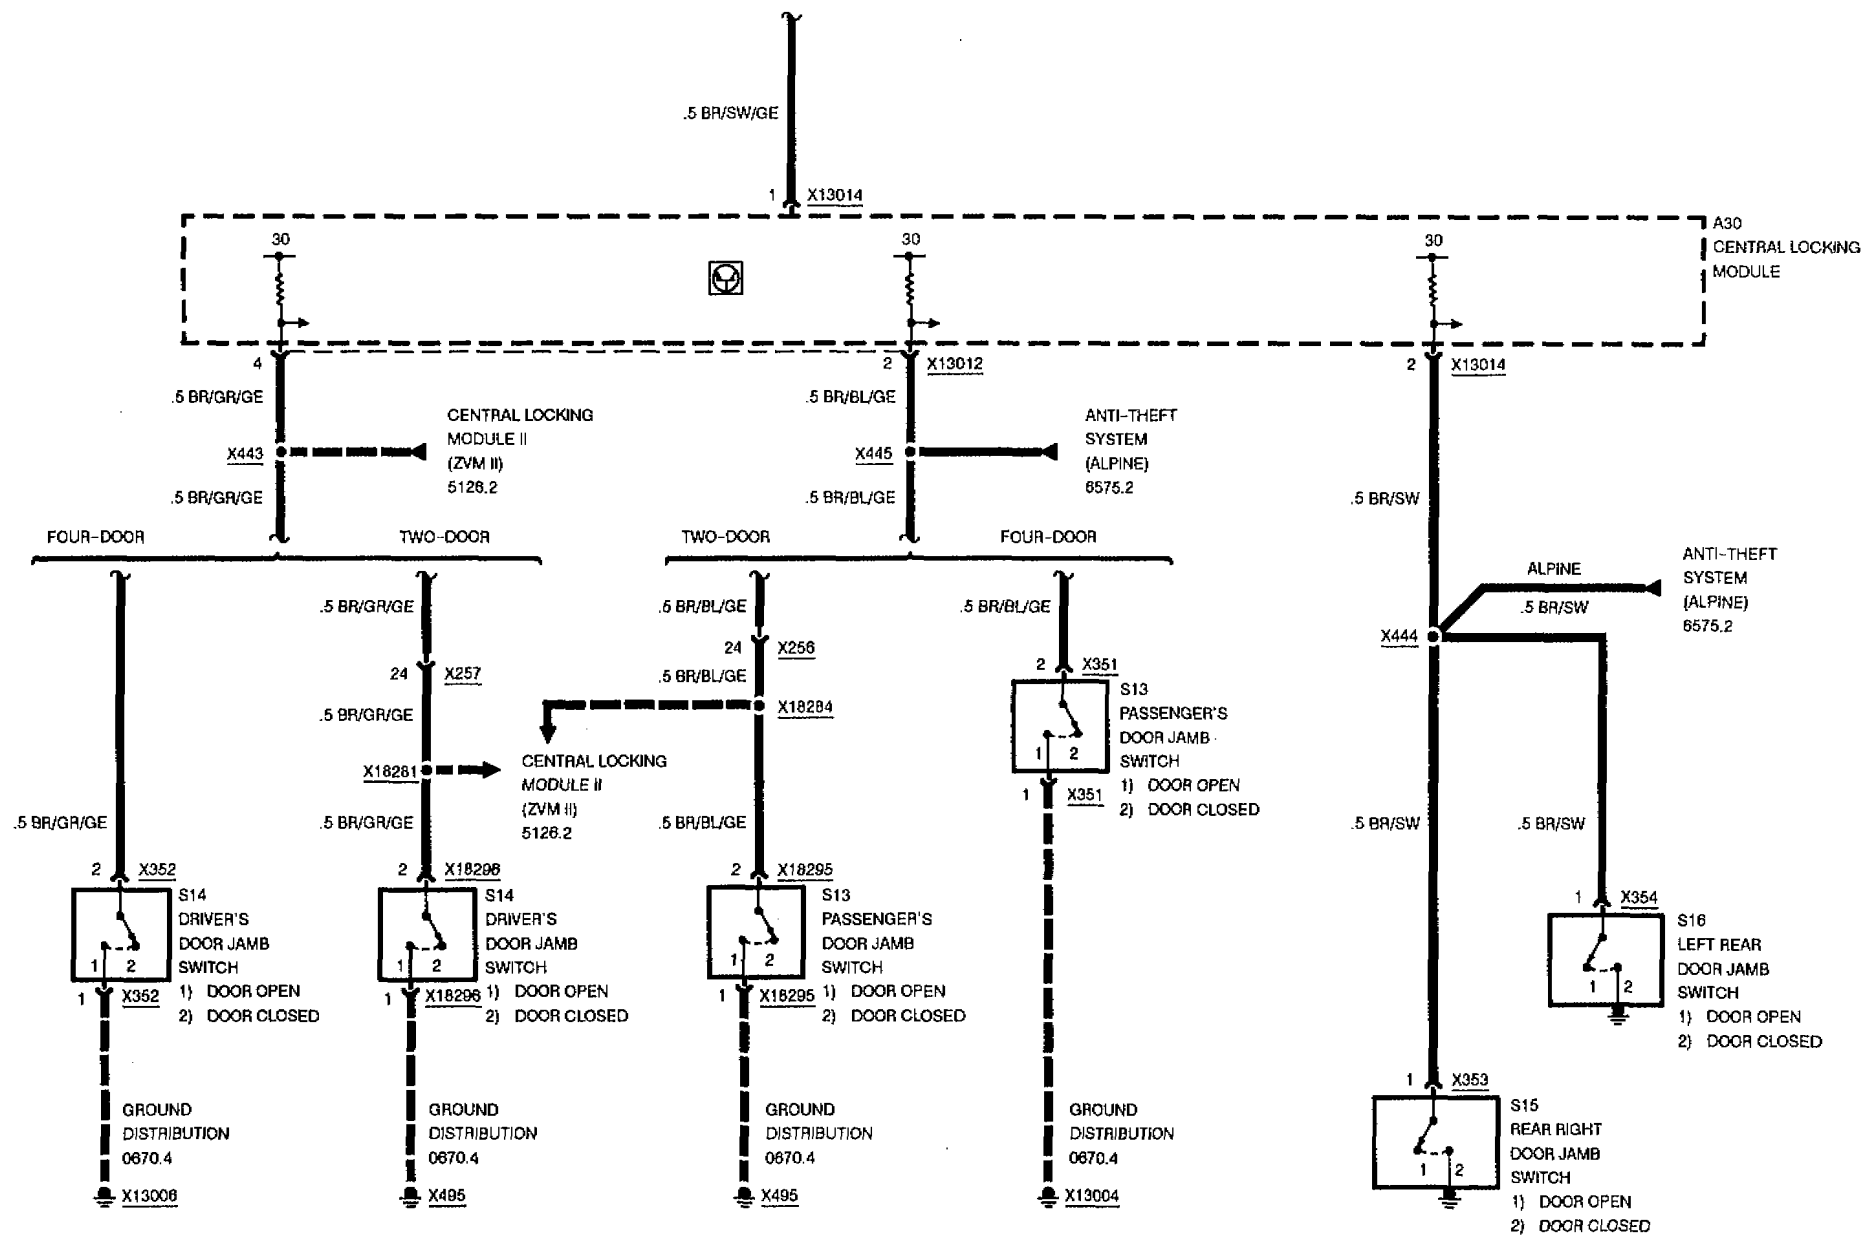 .5 BR/SW/GE
1 X13014
A30
CENTRAL LOCKING
MODULE
30
30
30
4
2 X13012
2 X13014
.5 BR/GR/GE
.5 BR/BL/GE
CENTRAL LOCKING
MODULE II
(ZVM II)
5126.2
ANTI-THEFT
SYSTEM
(ALPINE)
6575.2
X443
X445
.5 BR/GR/GE
.5 BR/BL/GE
.5 BR/SW
FOUR-DOOR
TWO-DOOR
TWO-DOOR
FOUR-DOOR
ALPINE
.5 BR/SW
ANTI-THEFT
SYSTEM
(ALPINE)
6575.2
.5 BR/GR/GE
.5 BR/BL/GE
.5 BR/BL/GE
X444
24 X257
24 X256
.5 BR/GR/GE
.5 BR/BL/GE
2 X351
X18284
S13
PASSENGER'S
DOOR JAMB
SWITCH
1) DOOR OPEN
2) DOOR CLOSED
1 2
1 X351
X18281
CENTRAL LOCKING
MODULE II
(ZVM II)
5126.2
.5 BR/GR/GE
.5 BR/GR/GE
.5 BR/BL/GE
.5 BR/SW
.5 BR/SW
2 X352
S14
DRIVER'S
DOOR JAMB
SWITCH
1) DOOR OPEN
2) DOOR CLOSED
1 2
1 X352
2 X18296
S14
DRIVER'S
DOOR JAMB
SWITCH
1) DOOR OPEN
2) DOOR CLOSED
1 2
1 X18296
2 X18295
S13
PASSENGER'S
DOOR JAMB
SWITCH
1) DOOR OPEN
2) DOOR CLOSED
1 2
1 X18295
1 X354
S16
LEFT REAR
DOOR JAMB
SWITCH
1) DOOR OPEN
2) DOOR CLOSED
1 2
1 X353
S15
REAR RIGHT
DOOR JAMB
SWITCH
1) DOOR OPEN
2) DOOR CLOSED
1 2
GROUND
DISTRIBUTION
0670.4
X13006
GROUND
DISTRIBUTION
0670.4
X495
GROUND
DISTRIBUTION
0670.4
X495
GROUND
DISTRIBUTION
0670.4
X13004